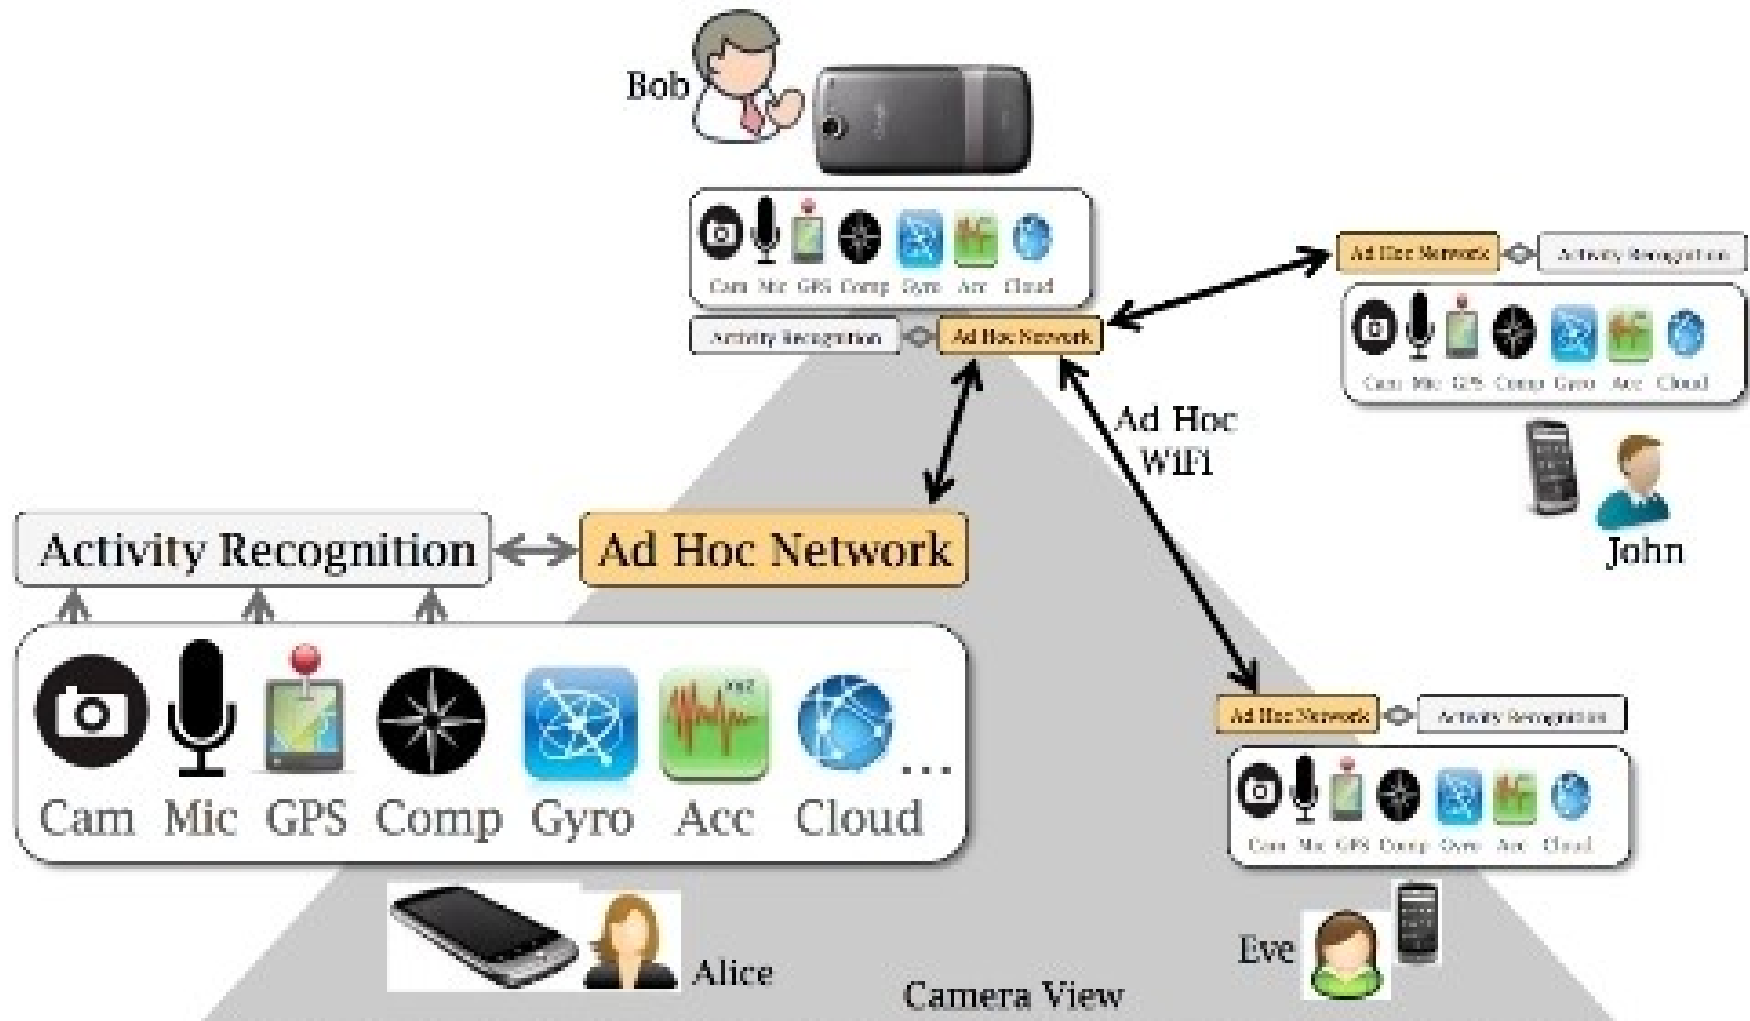 Bob
Cam Mic GPS Comp Gyro Acc Cloud
Activity Recognition Ad Hoc Network
Ad Hoc Network Activity Recognition
Cam Mic GPS Comp Gyro Acc Cloud
John
Ad Hoc
WiFi
Activity Recognition Ad Hoc Network
xyz
...
Cam Mic GPS Comp Gyro Acc Cloud
Alice
Ad Hoc Network Activity Recognition
Cam Mic GPS Comp Gyro Acc Cloud
Eve
Camera View